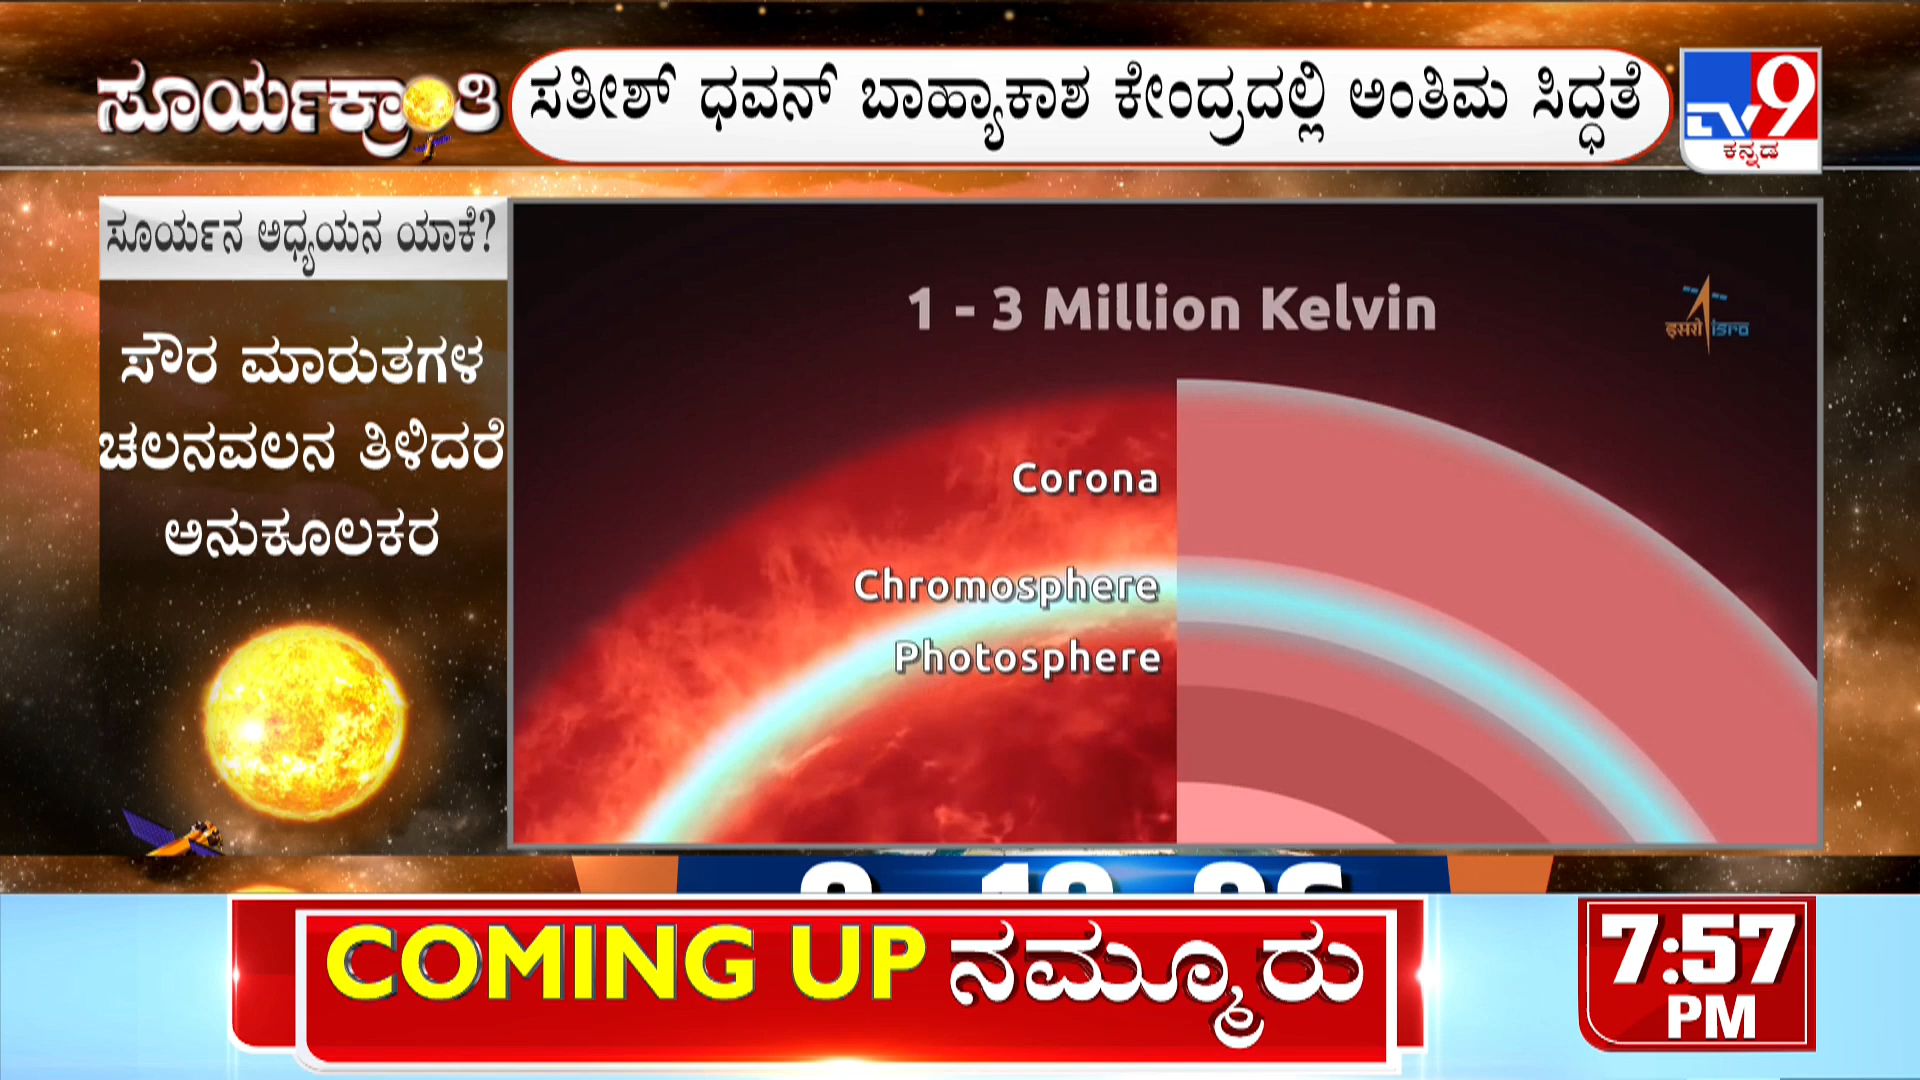 ಸೂರ್ಯಕ್ರಾಂತಿ
ಸತೀಶ್ ಧವನ್ ಬಾಹ್ಯಾಕಾಶ ಕೇಂದ್ರದಲ್ಲಿ ಅಂತಿಮ ಸಿದ್ಧತೆ
TV9
ಕನ್ನಡ
ಸೂರ್ಯನ ಅಧ್ಯಯನ ಯಾಕೆ?
ಸೌರ ಮಾರುತಗಳ
ಚಲನವಲನ ತಿಳಿದರೆ
ಅನುಕೂಲಕರ
1 - 3 Million Kelvin
इसरो isro
Corona
Chromosphere
Photosphere
COMING UP ನಮ್ಮೂರು
7:57
PM